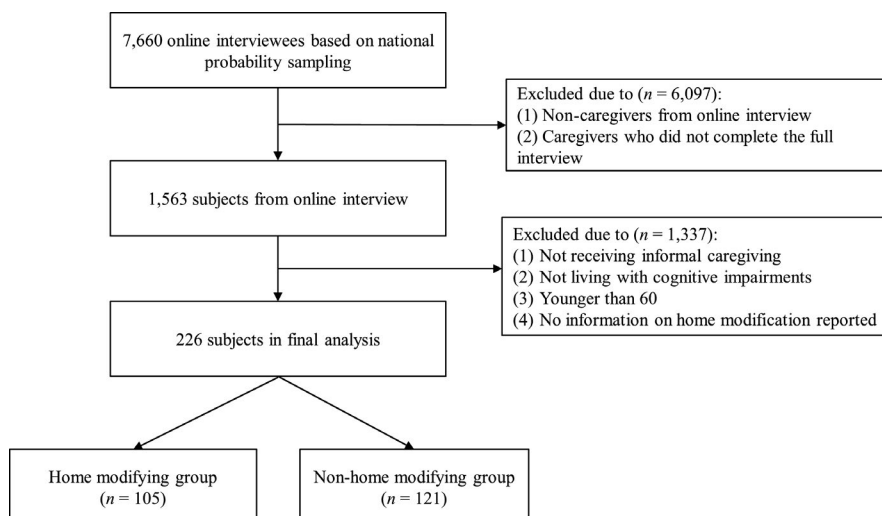 7,660 online interviewees based on national
probability sampling
Excluded due to (n = 6,097):
(1) Non-caregivers from online interview
(2) Caregivers who did not complete the full
interview
1,563 subjects from online interview
Excluded due to (n = 1,337):
(1) Not receiving informal caregiving
(2) Not living with cognitive impairments
(3) Younger than 60
(4) No information on home modification reported
226 subjects in final analysis
Home modifying group
(n = 105)
Non-home modifying group
(n = 121)